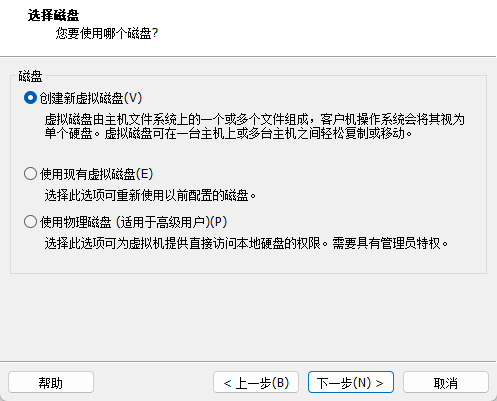 选择磁盘
您要使用哪个磁盘?
磁盘
创建新虚拟磁盘(V)
虚拟磁盘由主机文件系统上的一个或多个文件组成，客户机操作系统会将其视为
单个硬盘。虚拟磁盘可在一台主机上或多台主机之间轻松复制或移动。
使用现有虚拟磁盘(E)
选择此选项可重新使用以前配置的磁盘。
使用物理磁盘 (适用于高级用户)(P)
选择此选项可为虚拟机提供直接访问本地硬盘的权限。需要具有管理员特权。
帮助
< 上一步(B)
下一步(N) >
取消